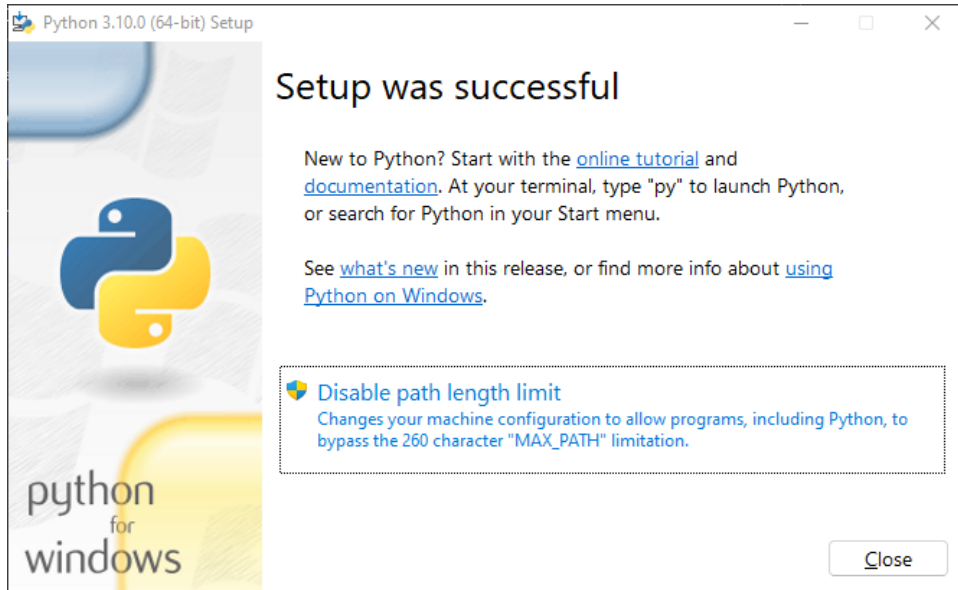 Python 3.10.0 (64-bit) Setup
Setup was successful
New to Python? Start with the online tutorial and
documentation. At your terminal, type "py" to launch Python,
or search for Python in your Start menu.
See what's new in this release, or find more info about using
Python on Windows.
Disable path length limit
Changes your machine configuration to allow programs, including Python, to
bypass the 260 character "MAX_PATH" limitation.
python
for
windows
Close